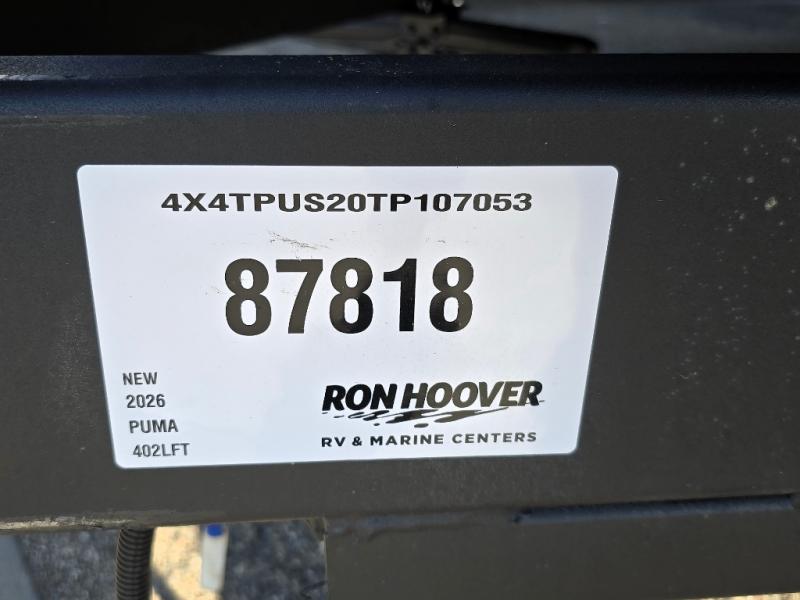 4X4TPUS20TP107053
87818
NEW
2026
PUMA
402LFT
RON HOOVER
RV & MARINE CENTERS